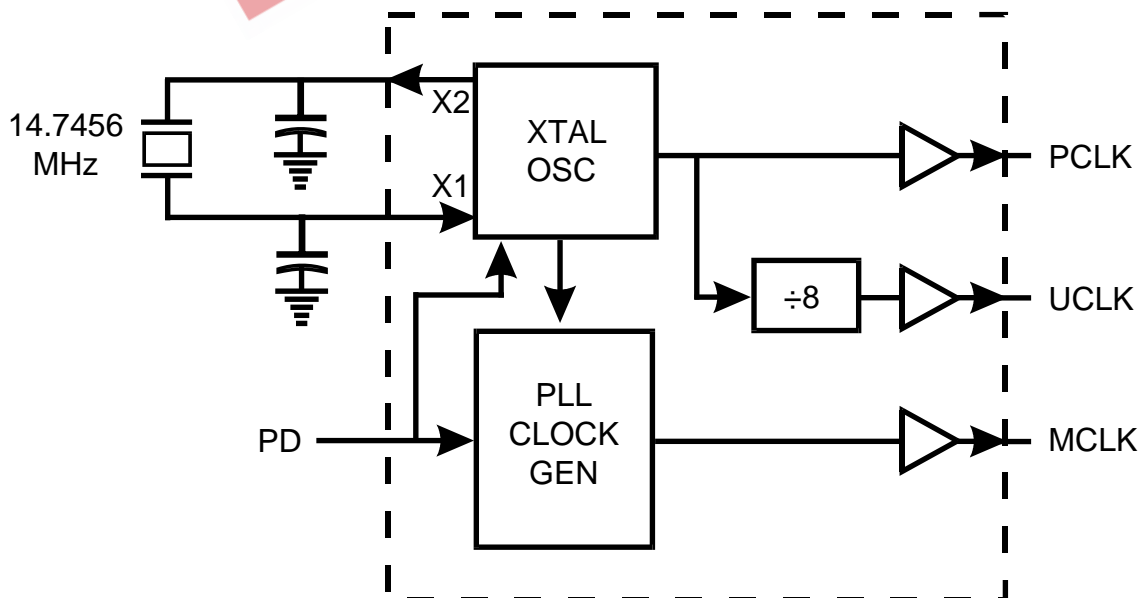 14.7456
MHz
X2
X1
XTAL
OSC
PCLK
÷8
UCLK
PD
PLL
CLOCK
GEN
MCLK